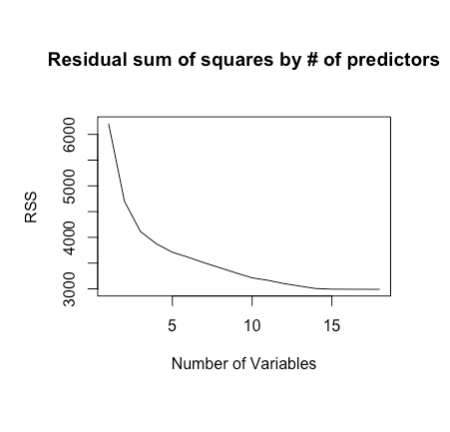 Residual sum of squares by # of predictors
6000
5000
4000
3000
RSS
5 10 15
Number of Variables